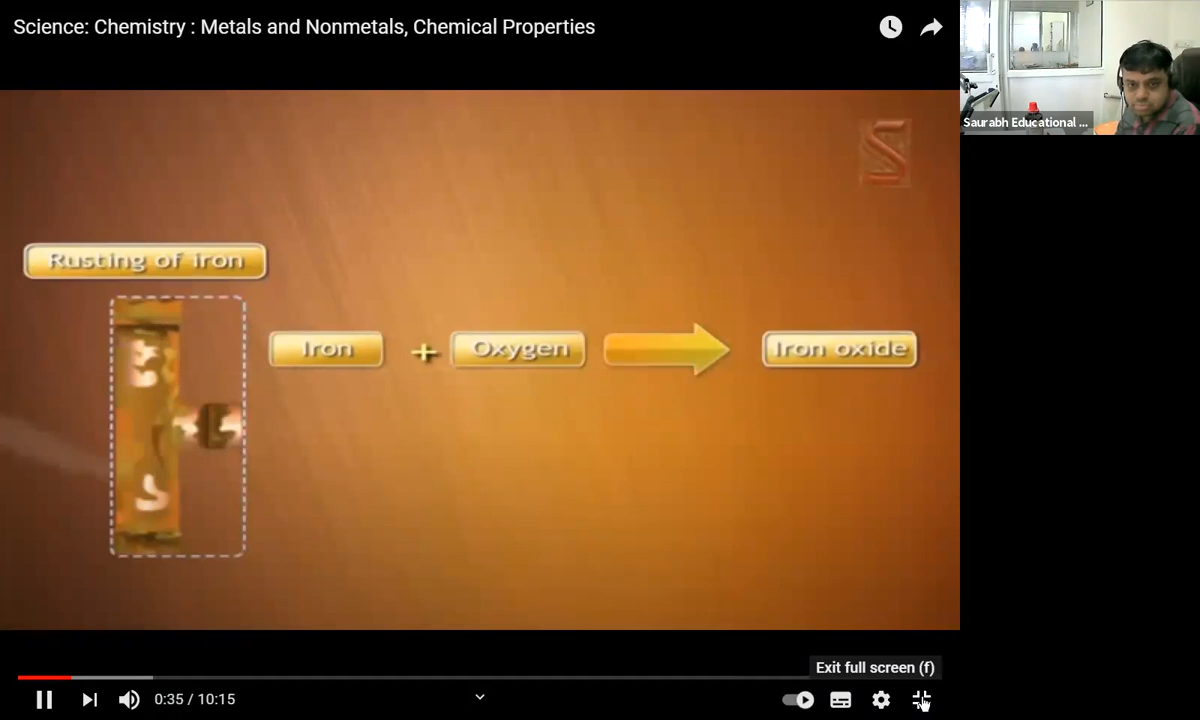 Science: Chemistry : Metals and Nonmetals, Chemical Properties
Saurabh Educational ...
Rusting of iron
Iron + Oxygen Iron oxide
Exit full screen (f)
0:35 / 10:15